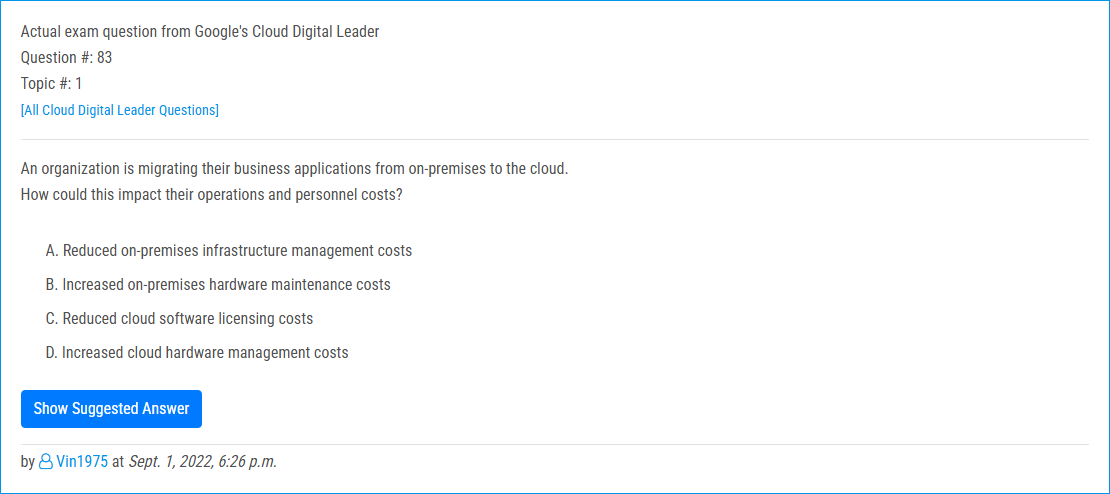 Actual exam question from Google's Cloud Digital Leader
Question #: 83
Topic #: 1
[All Cloud Digital Leader Questions]
An organization is migrating their business applications from on-premises to the cloud.
How could this impact their operations and personnel costs?
A. Reduced on-premises infrastructure management costs
B. Increased on-premises hardware maintenance costs
C. Reduced cloud software licensing costs
D. Increased cloud hardware management costs
Show Suggested Answer
by Vin1975 at Sept. 1, 2022, 6:26 p.m.